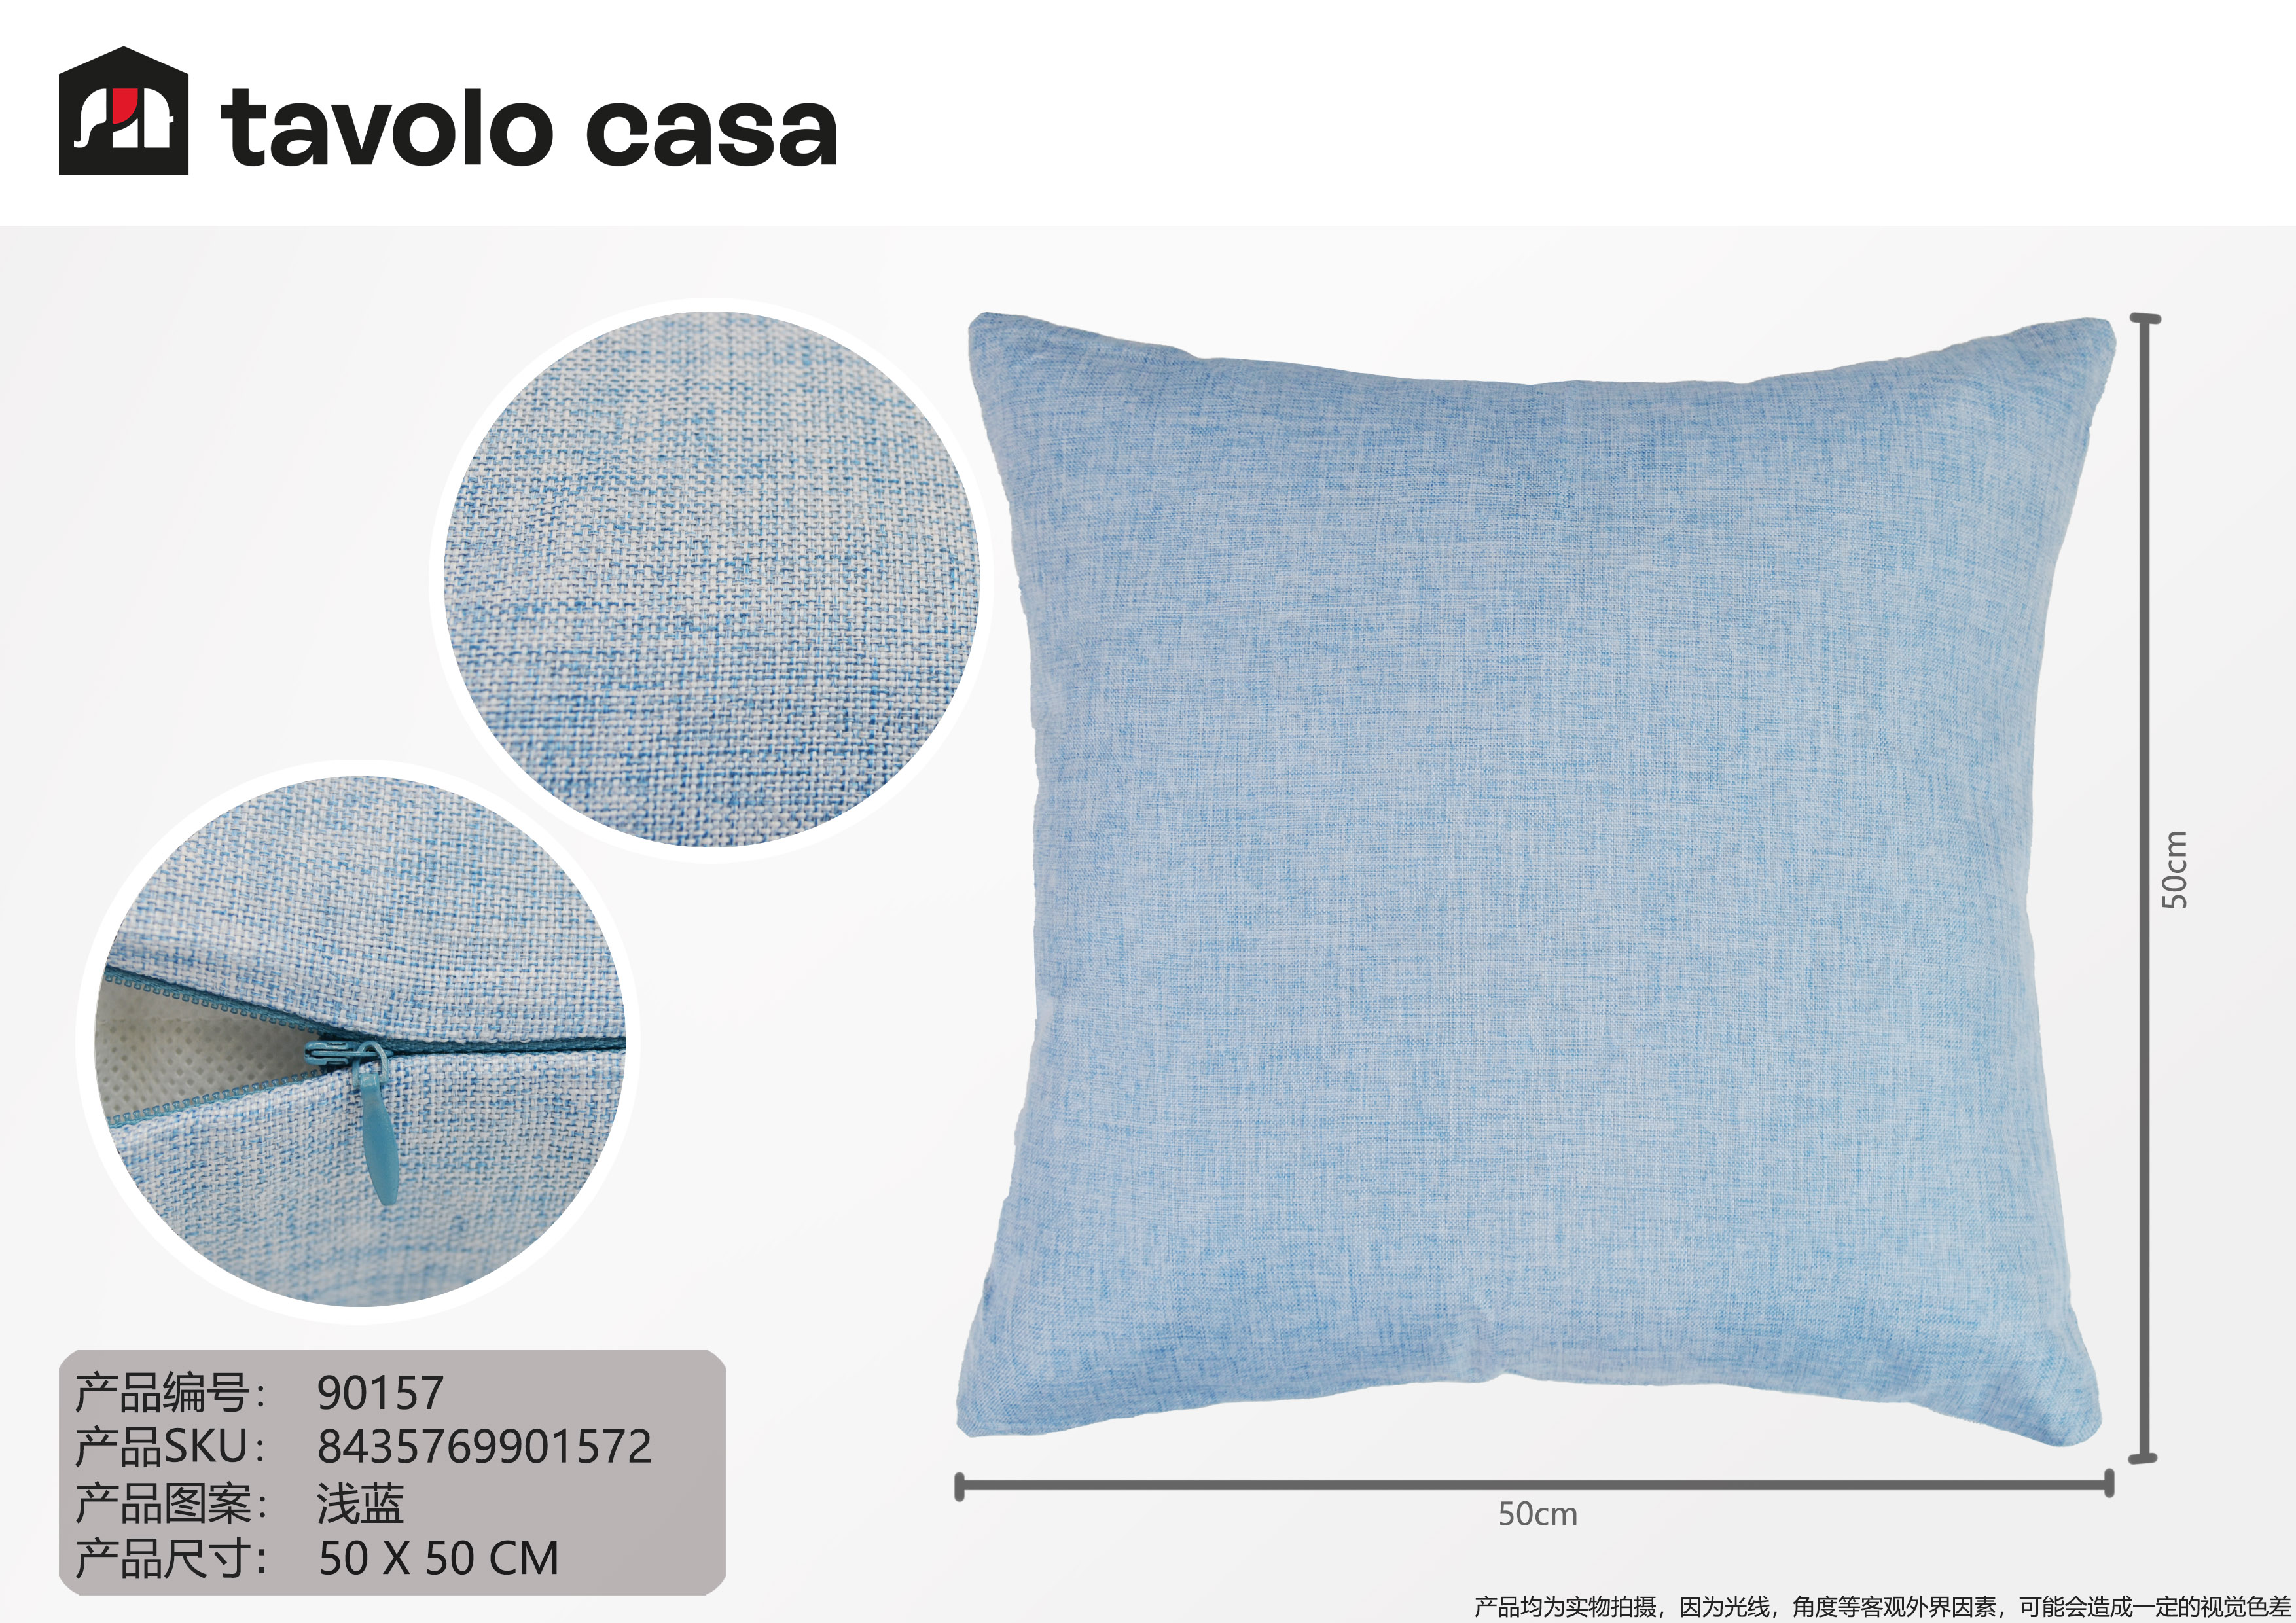 tavolo casa
50cm
50cm
产品编号： 90157
产品SKU： 8435769901572
产品图案： 浅蓝
产品尺寸： 50 X 50 CM
产品均为实物拍摄，因为光线，角度等客观外界因素，可能会造成一定的视觉色差